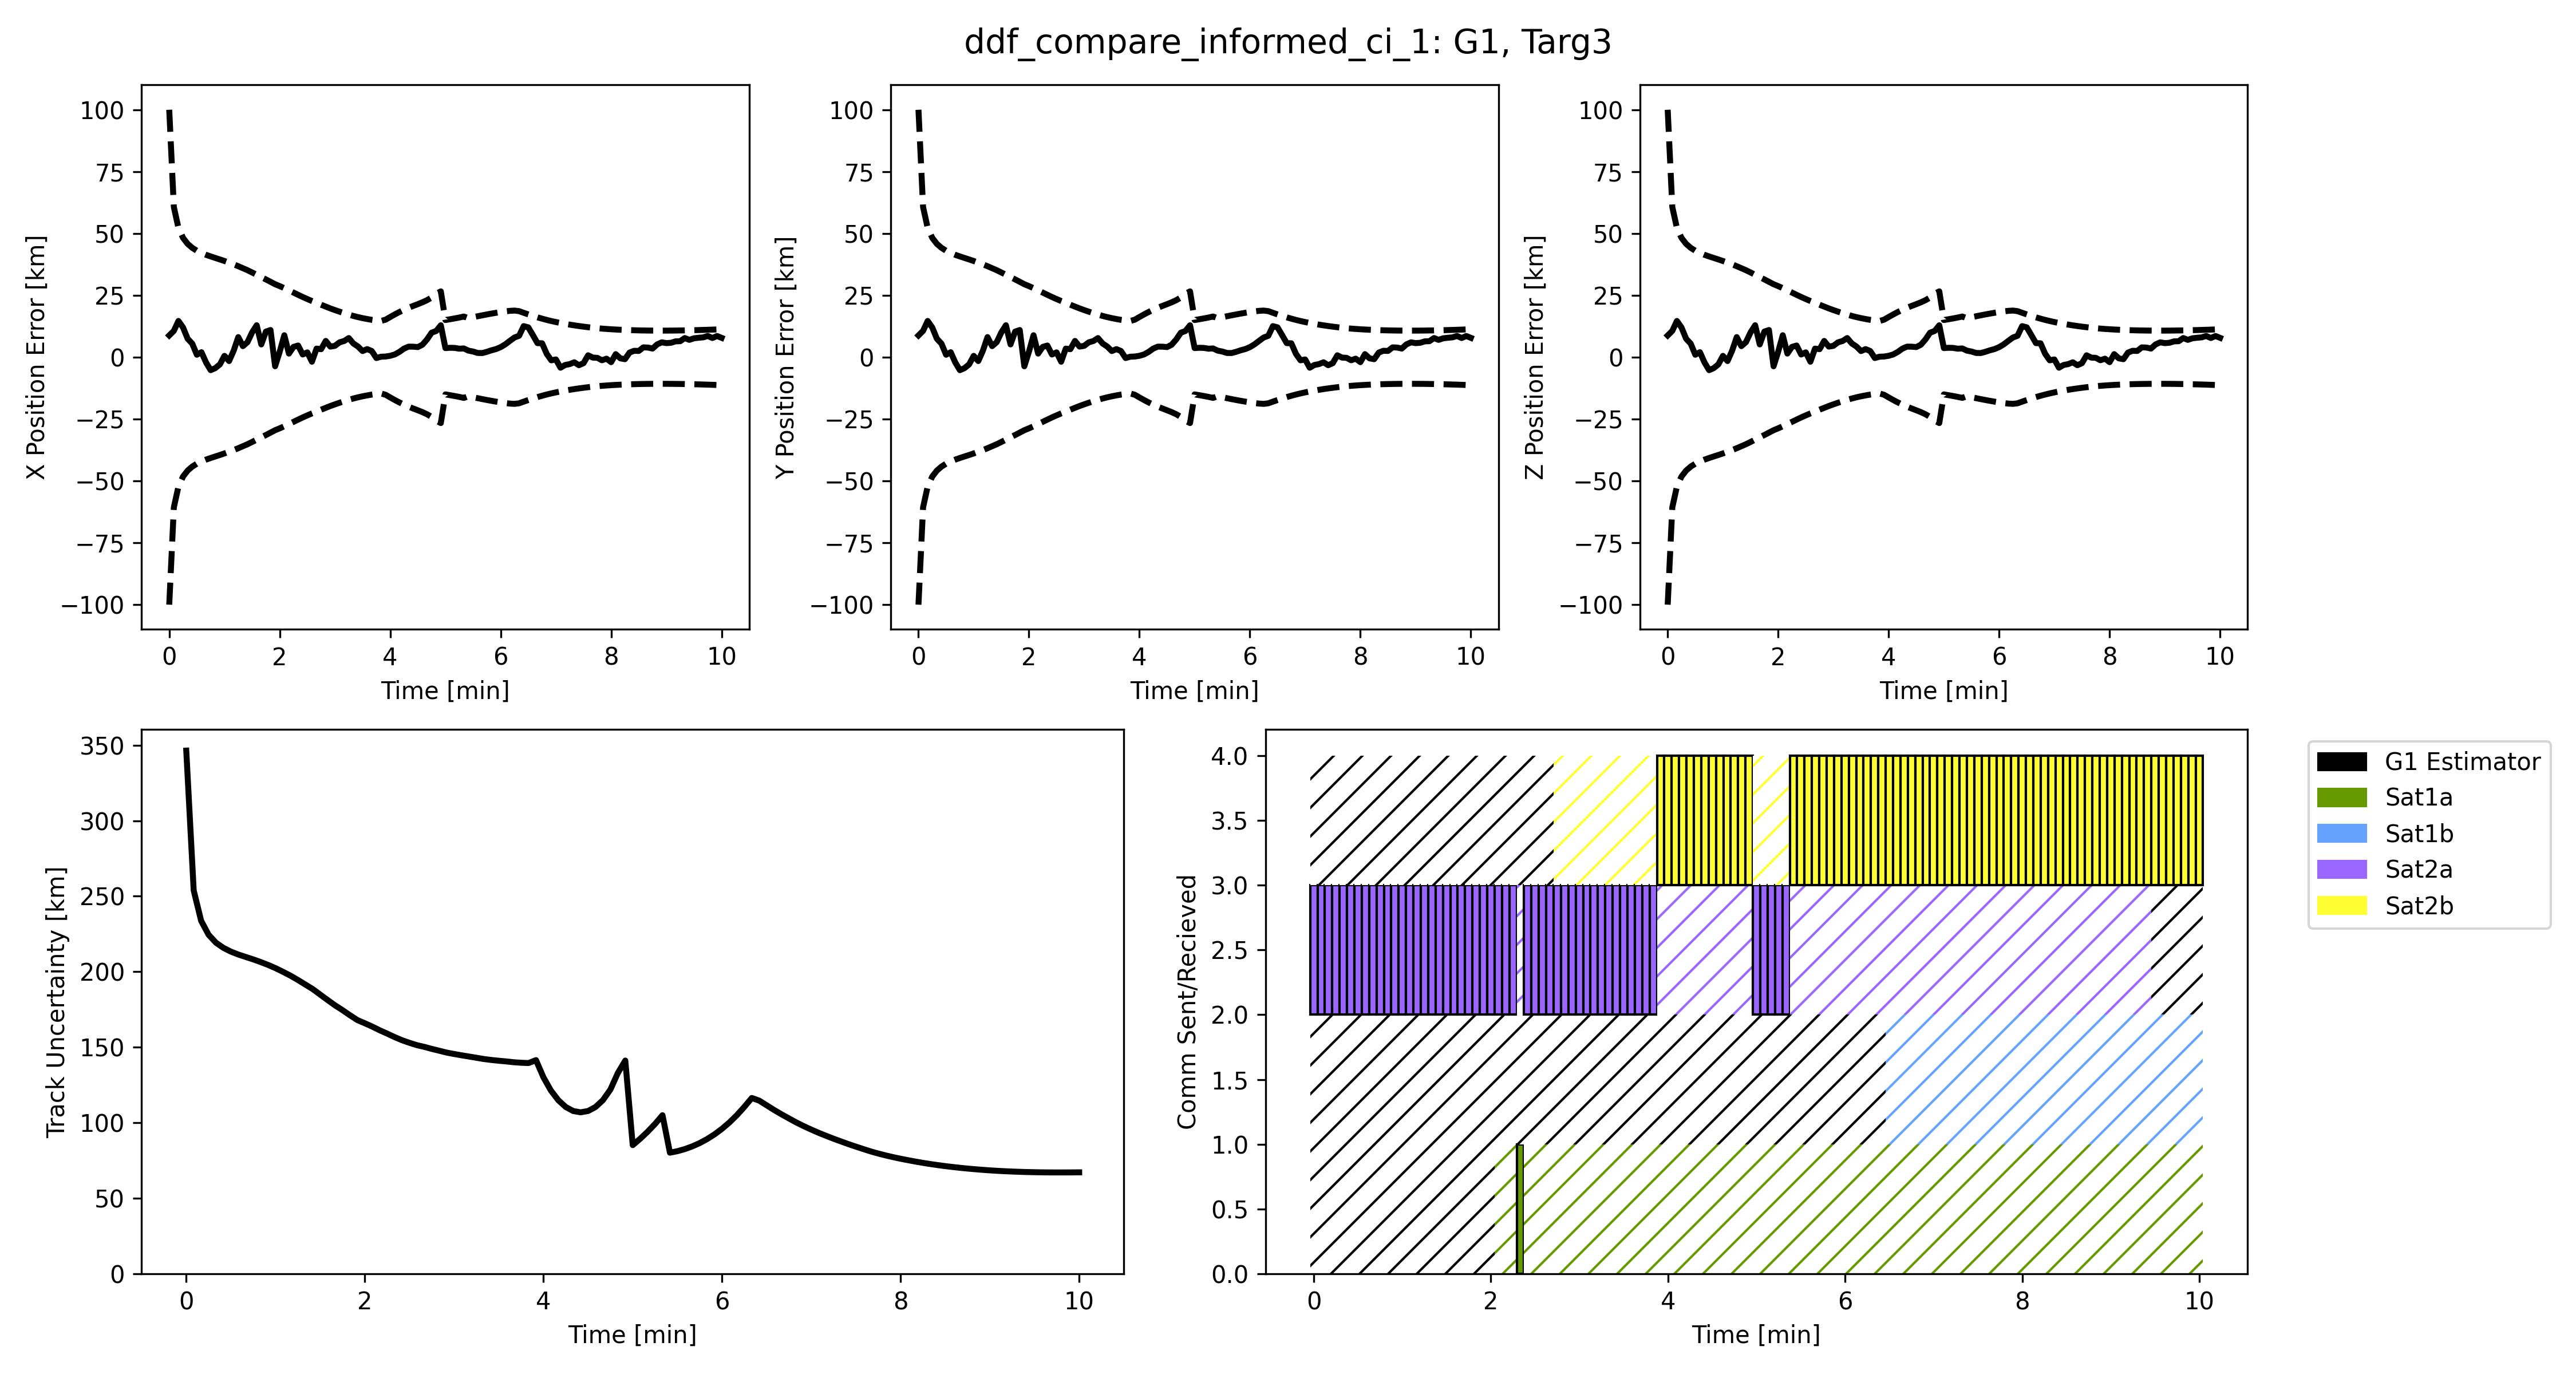 ddf_compare_informed_ci_1: G1, Targ3
X Position Error [km]
100
75
50
25
0
−25
−50
−75
−100
0 2 4 6 8 10
Time [min]
Y Position Error [km]
100
75
50
25
0
−25
−50
−75
−100
0 2 4 6 8 10
Time [min]
Z Position Error [km]
100
75
50
25
0
−25
−50
−75
−100
0 2 4 6 8 10
Time [min]
Track Uncertainty [km]
350
300
250
200
150
100
50
0
0 2 4 6 8 10
Time [min]
Comm Sent/Recieved
4.0
3.5
3.0
2.5
2.0
1.5
1.0
0.5
0.0
0 2 4 6 8 10
Time [min]
G1 Estimator
Sat1a
Sat1b
Sat2a
Sat2b